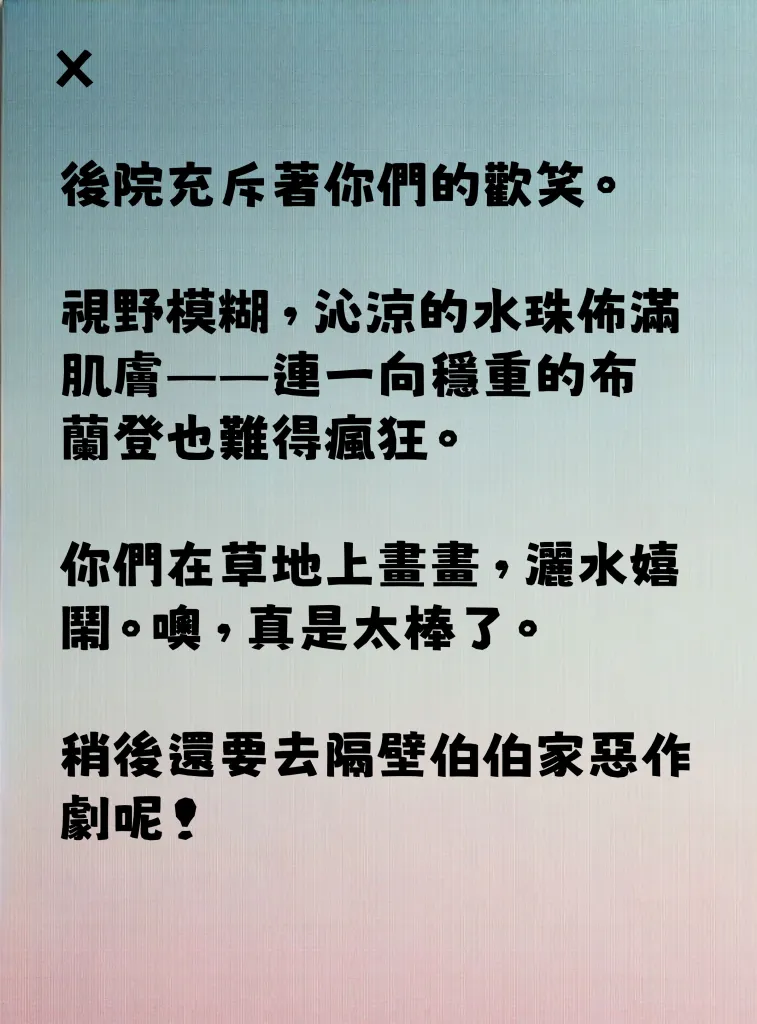 ×
後院充斥著你們的歡笑。
視野模糊，沁涼的水珠佈滿
肌膚——連一向穩重的布
蘭登也難得瘋狂。
你們在草地上畫畫，灑水嬉
鬧。噢，真是太棒了。
稍後還要去隔壁伯伯家惡作
劇呢！